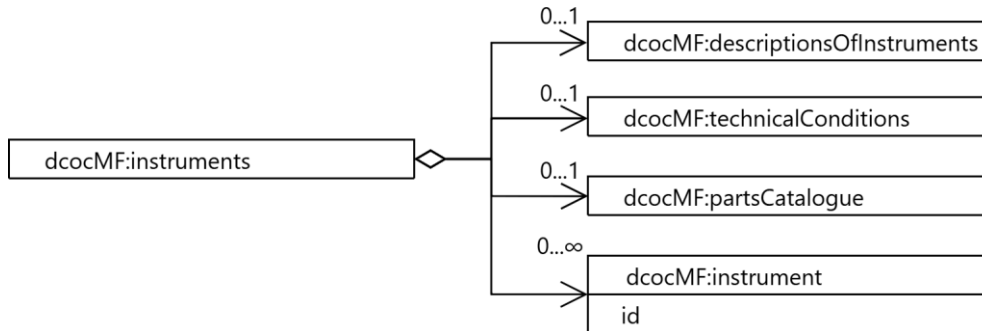 0...1
dcocMF:descriptionsOfInstruments
0...1
dcocMF:technicalConditions
dcocMF:instruments
0...1
dcocMF:partsCatalogue
0...∞
dcocMF:instrument
id